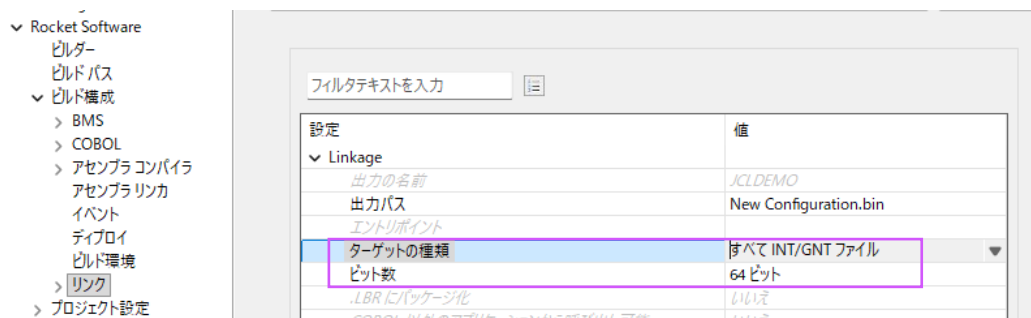 Rocket Software
ビルダー
ビルド パス
ビルド構成
BMS
COBOL
アセンブラ コンパイラ
アセンブラ リンカ
イベント
ディプロイ
ビルド環境
リンク
プロジェクト設定
フィルタテキストを入力
設定 値
Linkage
出力の名前 JCLDEMO
出力パス New Configuration.bin
エントリポイント
ターゲットの種類 すべて INT/GNT ファイル
ビット数 64 ビット
.LBR にパッケージ化 いいえ